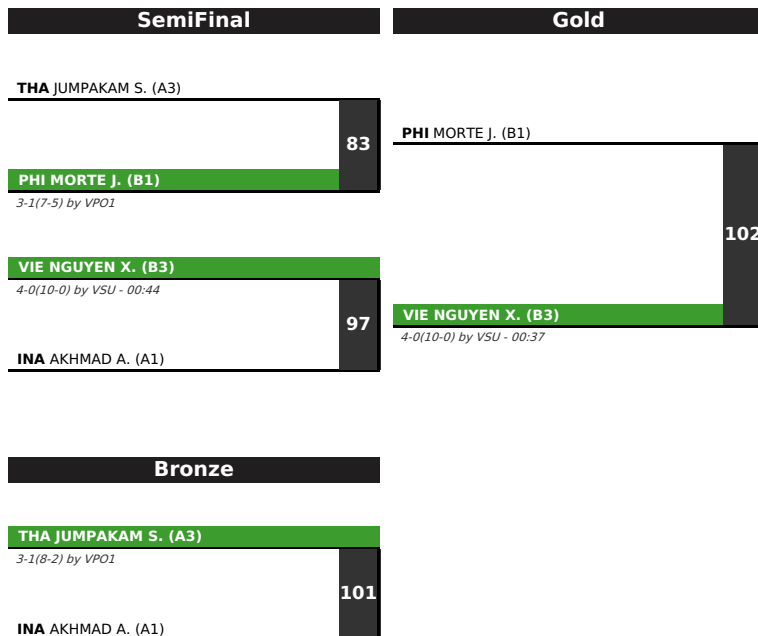 SemiFinal
THA JUMPAKAM S. (A3)
83
PHI MORTE J. (B1)
3-1(7-5) by VPO1
VIE NGUYEN X. (B3)
4-0(10-0) by VSU - 00:44
97
INA AKHMAD A. (A1)
Gold
PHI MORTE J. (B1)
102
VIE NGUYEN X. (B3)
4-0(10-0) by VSU - 00:37
Bronze
THA JUMPAKAM S. (A3)
3-1(8-2) by VPO1
101
INA AKHMAD A. (A1)